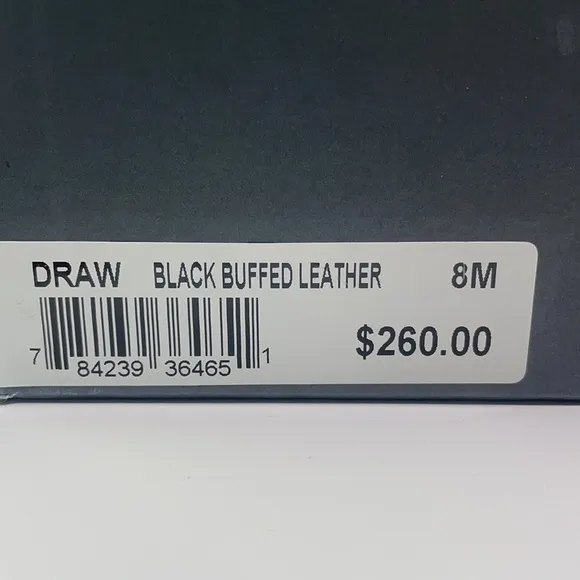 DRAW BLACK BUFFED LEATHER 8M
$260.00
7 84239 36465 1